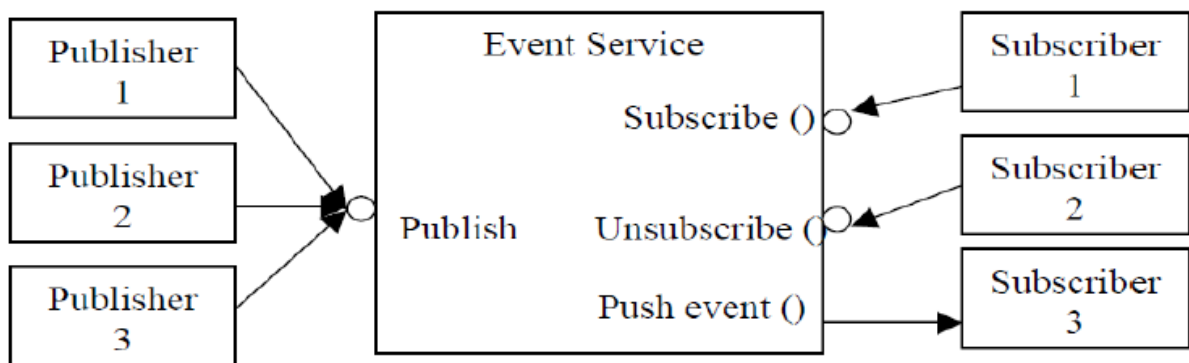 Publisher
1
Publisher
2
Publisher
3
Event Service
Subscribe ()
Publish
Unsubscribe ()
Push event ()
Subscriber
1
Subscriber
2
Subscriber
3